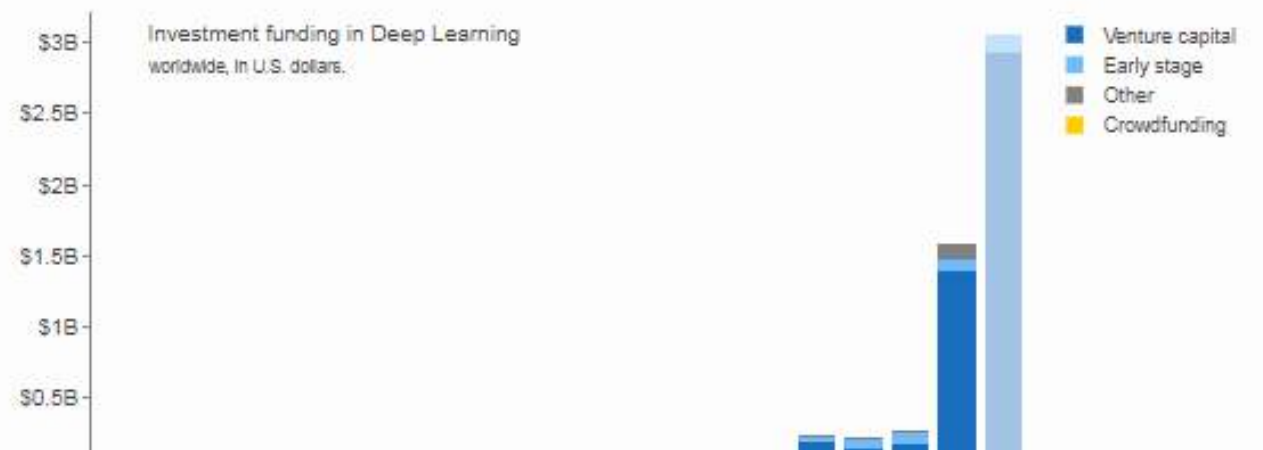 Investment funding in Deep Learning
worldwide, in U.S. dollars.
$3B
$2.5B
$2B
$1.5B
$1B
$0.5B
Venture capital
Early stage
Other
Crowdfunding